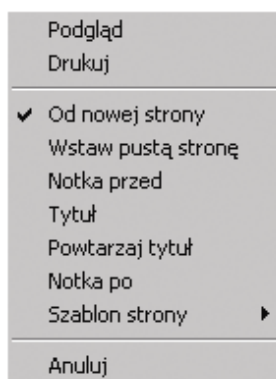 Podgląd
Drukuj
Od nowej strony
Wstaw pustą stronę
Notka przed
Tytuł
Powtarzaj tytuł
Notka po
Szablon strony
Anuluj